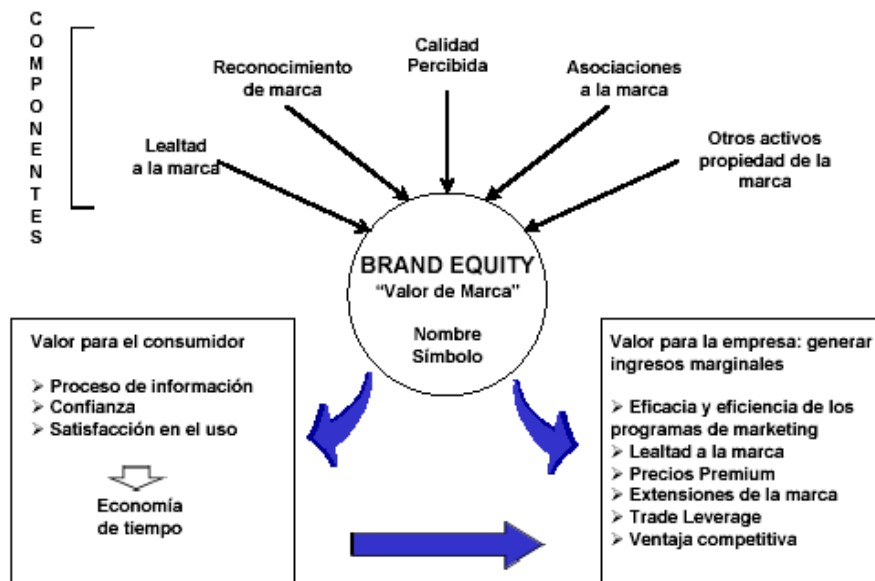 COMPONENTES
Calidad
Percibida
Reconocimiento
de marca
Asociaciones
a la marca
Lealtad
a la marca
Otros activos
propiedad de la
marca
BRAND EQUITY
“Valor de Marca”
Nombre
Símbolo
Valor para el consumidor
➢ Proceso de información
➢ Confianza
➢ Satisfacción en el uso
Economía
de tiempo
Valor para la empresa: generar
ingresos marginales
➢ Eficacia y eficiencia de los
programas de marketing
➢ Lealtad a la marca
➢ Precios Premium
➢ Extensiones de la marca
➢ Trade Leverage
➢ Ventaja competitiva